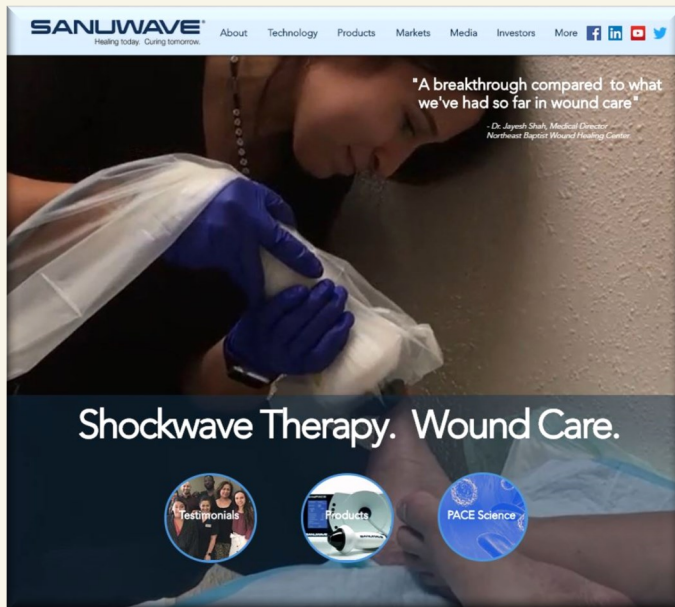 SANUWAVE®
Healing today. Curing tomorrow.
About Technology Products Markets Media Investors More
"A breakthrough compared to what
we've had so far in wound care"
- Dr. Jayesh Shah, Medical Director
Northeast Baptist Wound Healing Center
Shockwave Therapy. Wound Care.
Testimonials Products PACE Science